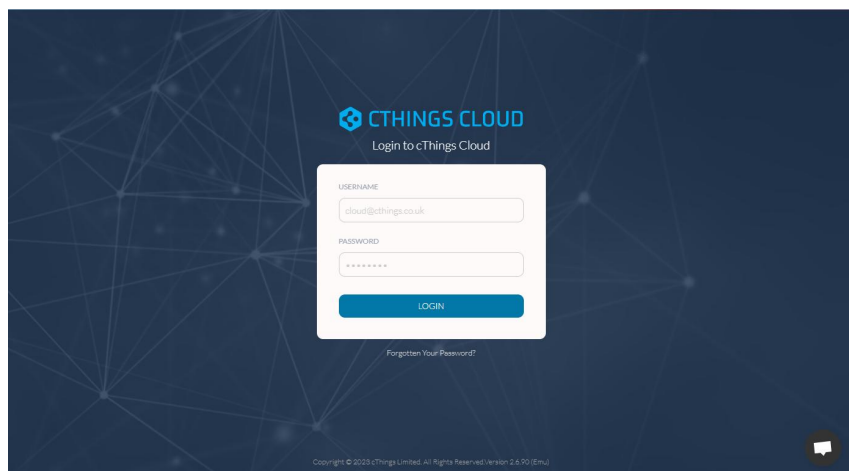 CTHINGS CLOUD
Login to cThings Cloud
USERNAME
cloud@cthings.co.uk
PASSWORD
LOGIN
Forgotten Your Password?
Copyright © 2023 cThings Limited. All Rights Reserved.Version 2.6.90 (Emu)